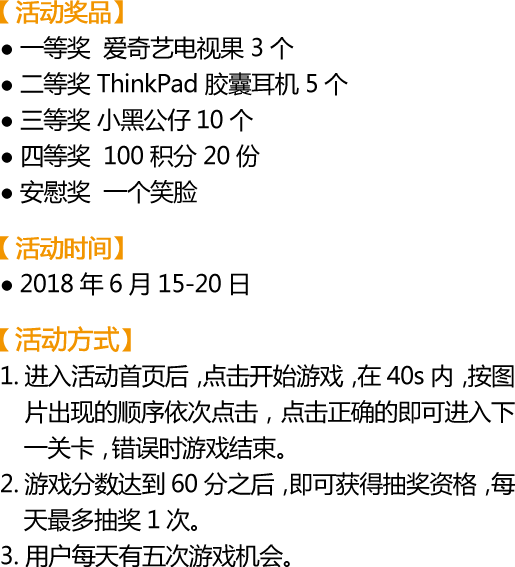 【活动奖品】
● 一等奖 爱奇艺电视果 3 个
● 二等奖 ThinkPad 胶囊耳机 5 个
● 三等奖 小黑公仔 10 个
● 四等奖 100 积分 20 份
● 安慰奖 一个笑脸
【活动时间】
● 2018 年 6 月 15-20 日
【活动方式】
1. 进入活动首页后，点击开始游戏，在 40s 内，按图
片出现的顺序依次点击，点击正确的即可进入下
一关卡，错误时游戏结束。
2. 游戏分数达到 60 分之后，即可获得抽奖资格，每
天最多抽奖 1 次。
3. 用户每天有五次游戏机会。